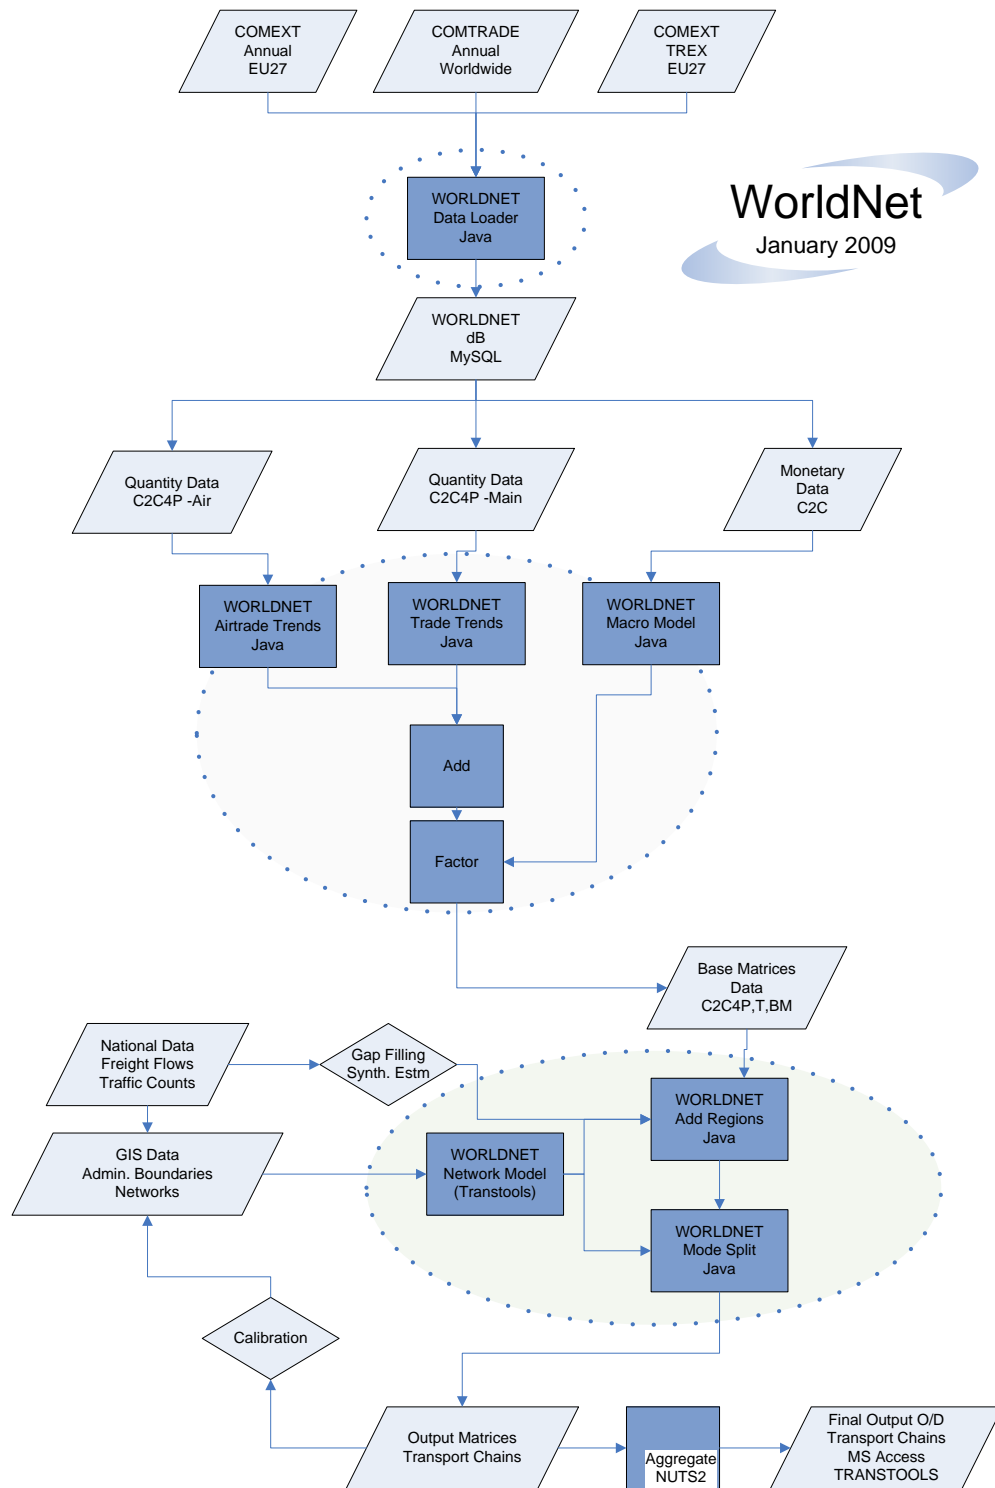 COMEXT
Annual
EU27
COMTRADE
Annual
Worldwide
COMEXT
TREX
EU27
WORLDNET
Data Loader
Java
WorldNet
January 2009
WORLDNET
dB
MySQL
Quantity Data
C2C4P -Air
Quantity Data
C2C4P -Main
Monetary
Data
C2C
WORLDNET
Airtrade Trends
Java
WORLDNET
Trade Trends
Java
WORLDNET
Macro Model
Java
Add
Factor
Base Matrices
Data
C2C4P,T,BM
National Data
Freight Flows
Traffic Counts
Gap Filling
Synth. Estm
WORLDNET
Add Regions
Java
GIS Data
Admin. Boundaries
Networks
WORLDNET
Network Model
(Transtools)
WORLDNET
Mode Split
Java
Calibration
Output Matrices
Transport Chains
Aggregate
NUTS2
Final Output O/D
Transport Chains
MS Access
TRANSTOOLS